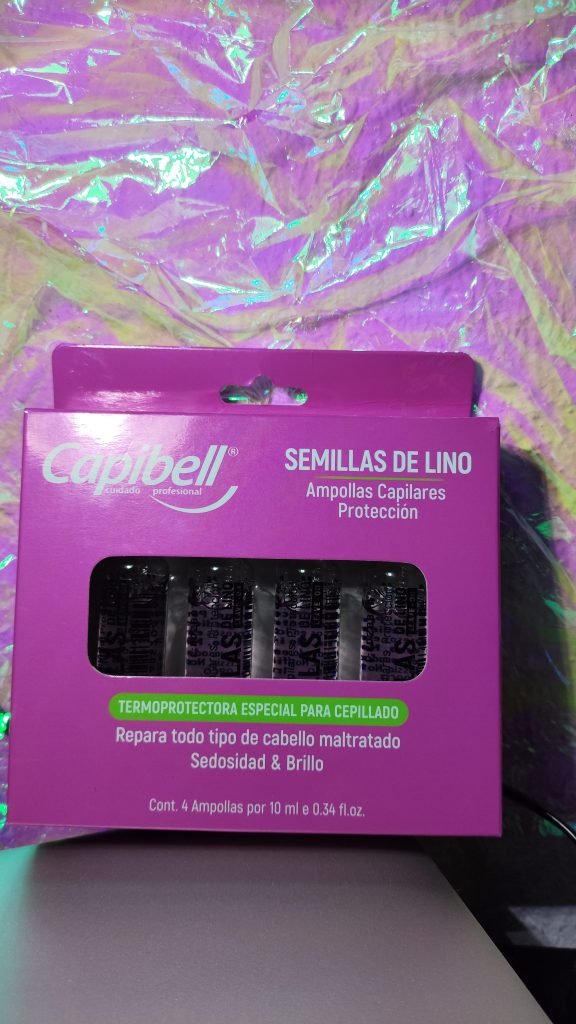 Capibell®
cuidado profesional
SEMILLAS DE LINO
Ampollas Capilares
Protección
TERMOPROTECTORA ESPECIAL PARA CEPILLADO
Repara todo tipo de cabello maltratado
Sedosidad & Brillo
Cont. 4 Ampollas por 10 ml e 0.34 fl.oz.